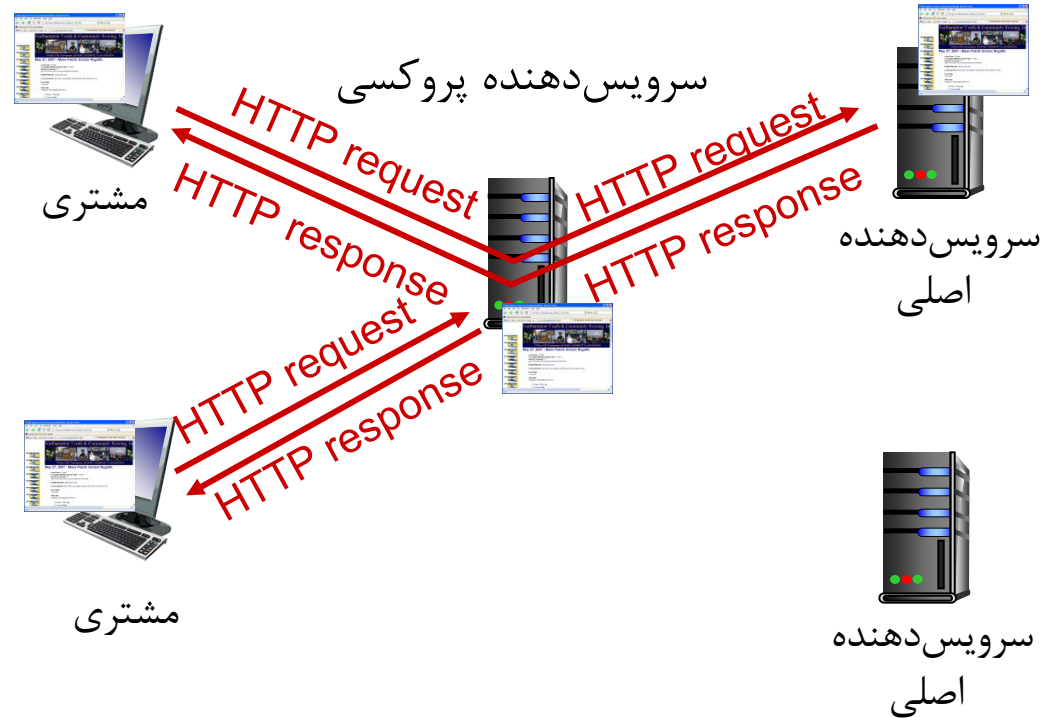 سرویس‌دهنده پروکسی
HTTP request
HTTP request
مشتری
HTTP response
HTTP response
سرویس‌دهنده
اصلی
HTTP request
HTTP response
مشتری
سرویس‌دهنده
اصلی